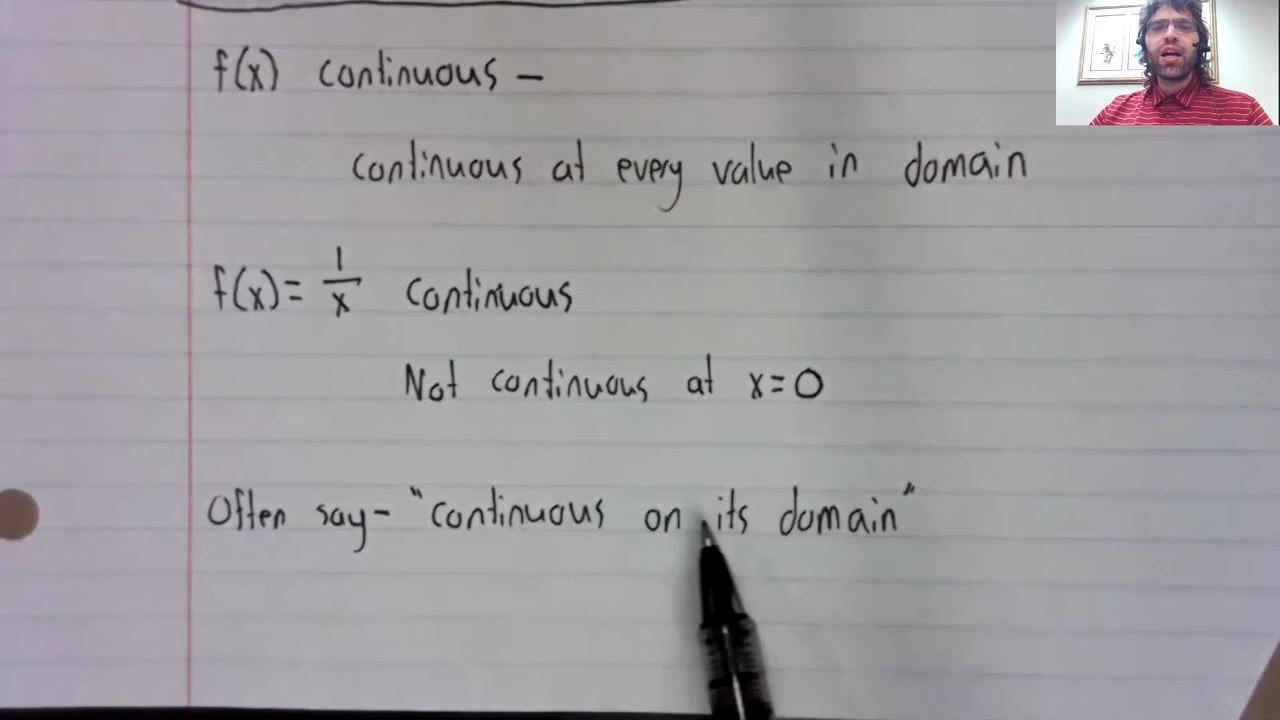 f(x) continuous –
continuous at every value in domain
f(x) = 1/x continuous
Not continuous at x=0
Often say – "continuous on its domain"